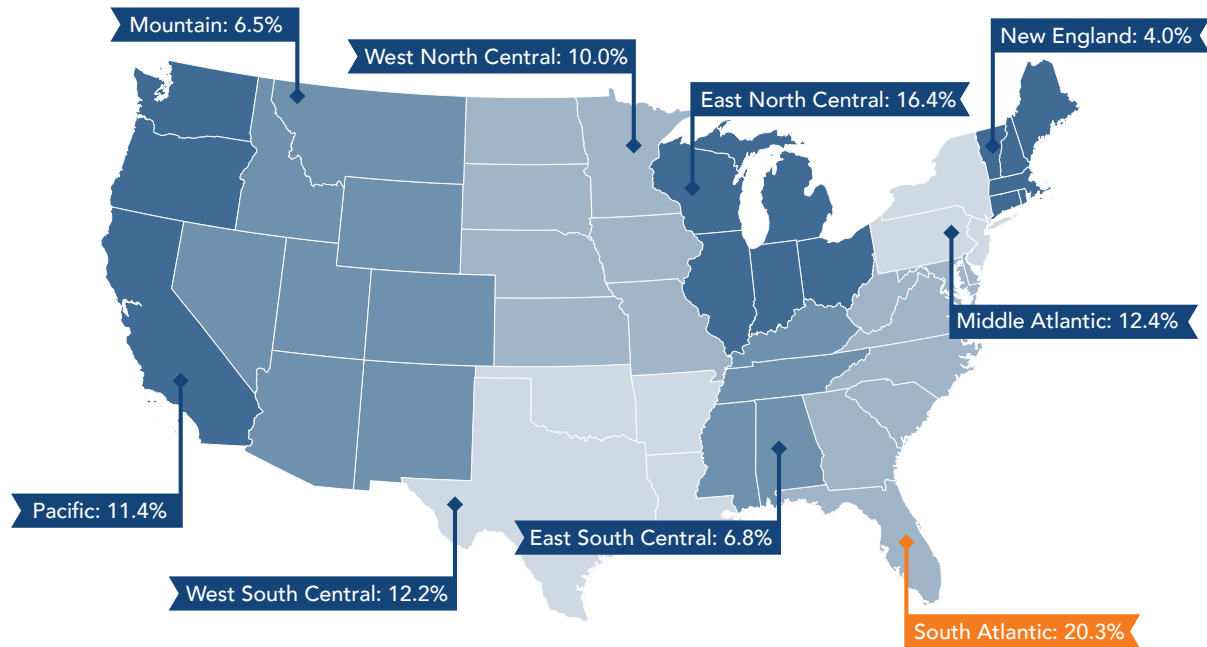 Mountain: 6.5%
New England: 4.0%
West North Central: 10.0%
East North Central: 16.4%
Middle Atlantic: 12.4%
Pacific: 11.4%
East South Central: 6.8%
West South Central: 12.2%
South Atlantic: 20.3%